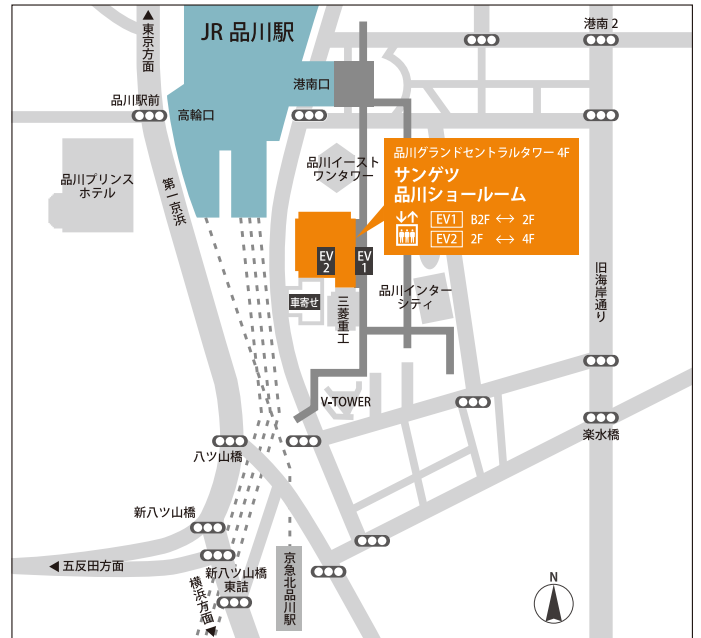 JR 品川駅
港南 2
▲東京方面
港南口
品川駅前
高輪口
品川グランドセントラルタワー 4F
サンゲツ
品川ショールーム
EV1 B2F ↔ 2F
EV2 2F ↔ 4F
品川イースト
ワンタワー
品川プリンス
ホテル
第一京浜
EV
2
EV
1
車寄せ
三菱重工
品川インター
シティ
旧海岸通り
V-TOWER
楽水橋
八ツ山橋
新八ツ山橋
◀ 五反田方面
新八ツ山橋
東詰
横浜方面▼
京急北品川駅
N